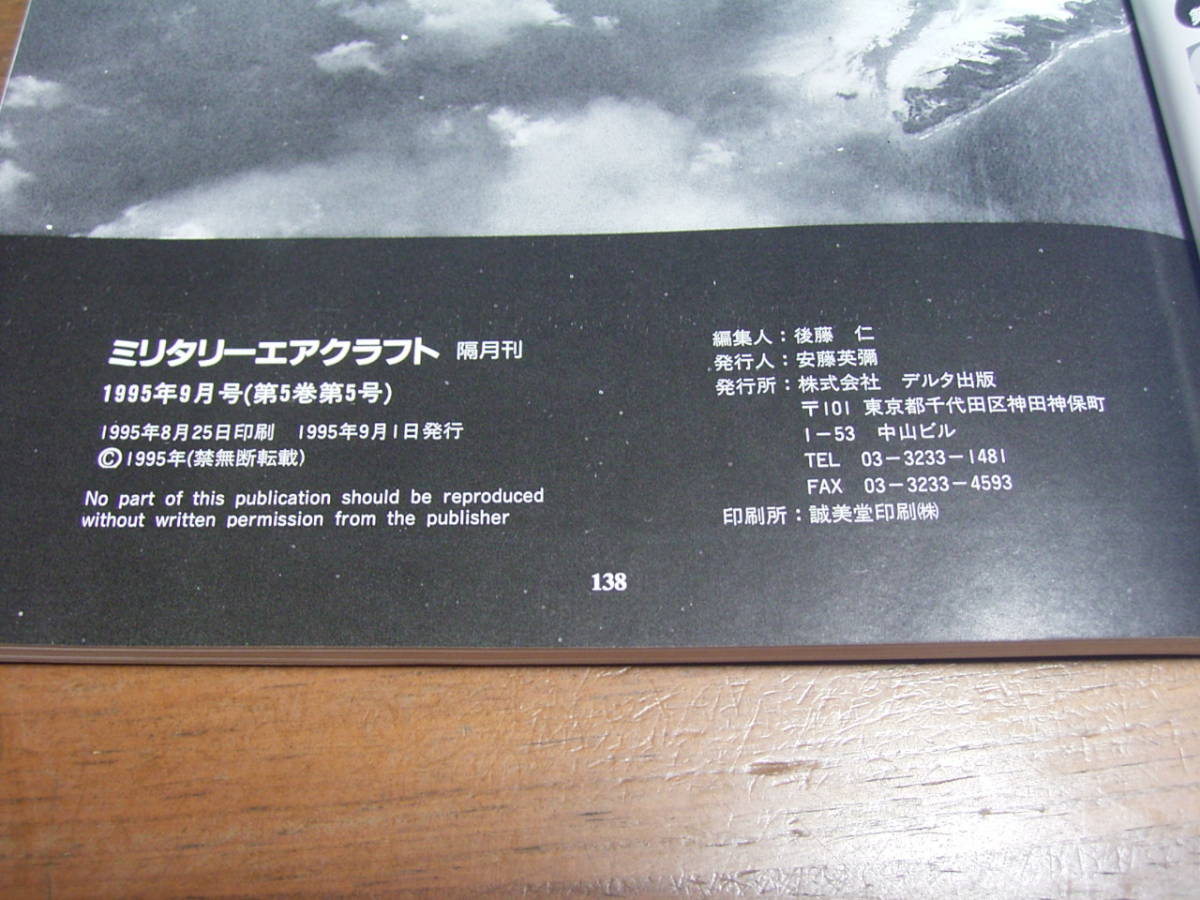 ミリタリーエアクラフト 隔月刊
1995年9月号(第5巻第5号)
1995年8月25日印刷 1995年9月1日発行
©1995年(禁無断転載)
No part of this publication should be reproduced
without written permission from the publisher
編集人:後藤 仁
発行人:安藤英彌
発行所:株式会社 デルタ出版
〒101 東京都千代田区神田神保町
1-53 中山ビル
TEL 03-3233-1481
FAX 03-3233-4593
印刷所:誠美堂印刷㈱
138